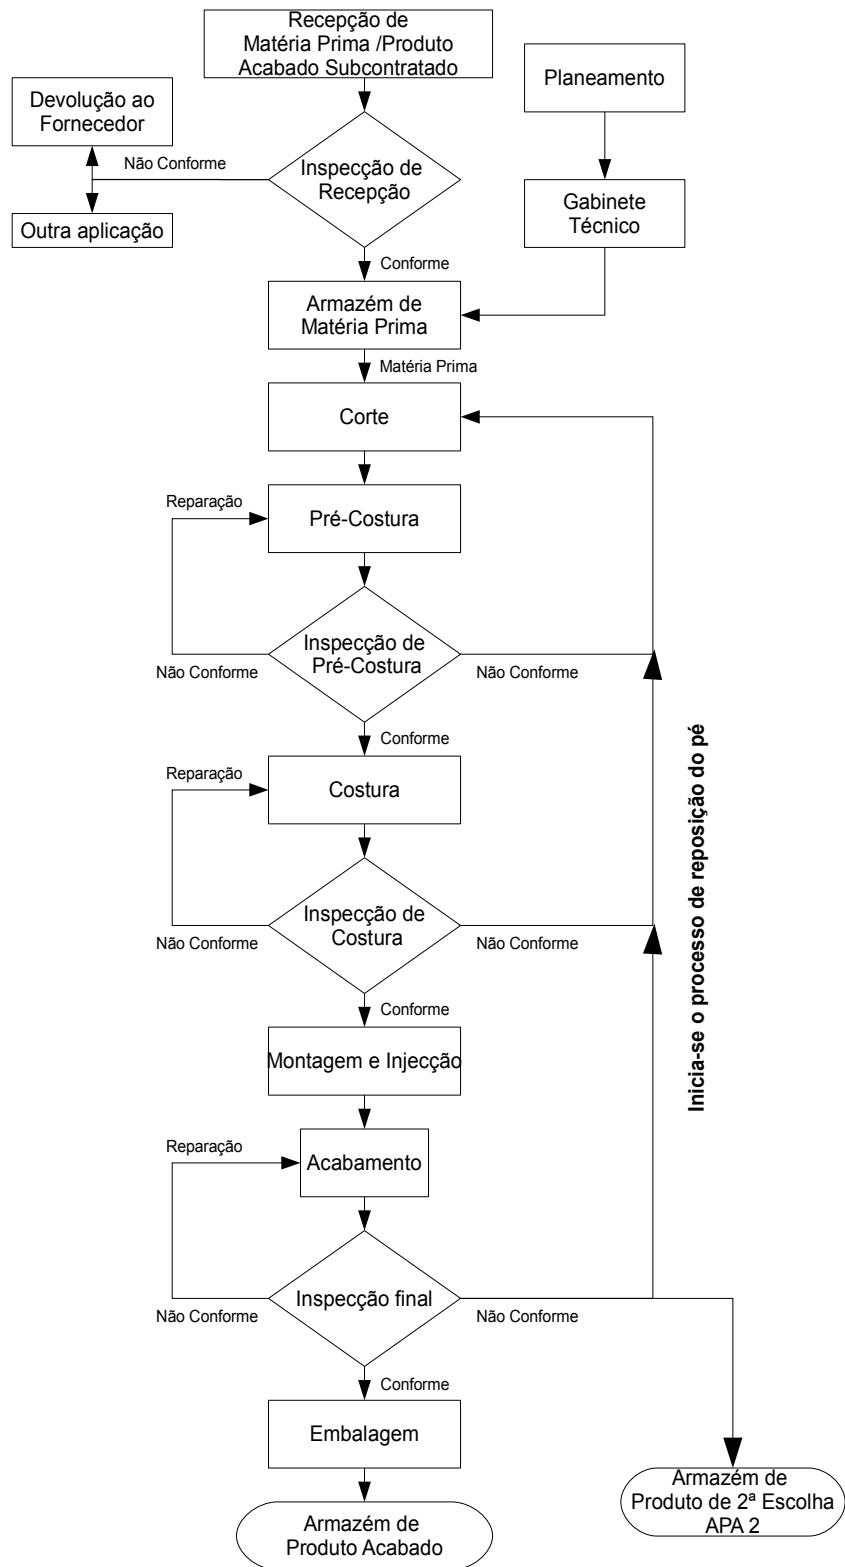 Recepção de
Matéria Prima /Produto
Acabado Subcontratado
Planeamento
Devolução ao
Fornecedor
Não Conforme
Inspecção de
Recepção
Outra aplicação
Gabinete
Técnico
Conforme
Armazém de
Matéria Prima
Matéria Prima
Corte
Reparação
Pré-Costura
Inspecção de
Pré-Costura
Não Conforme
Não Conforme
Conforme
Reparação
Costura
Inspecção de
Costura
Não Conforme
Não Conforme
Inicia-se o processo de reposição do pé
Conforme
Montagem e Injecção
Reparação
Acabamento
Inspecção final
Não Conforme
Não Conforme
Conforme
Embalagem
Armazém de
Produto de 2ª Escolha
APA 2
Armazém de
Produto Acabado